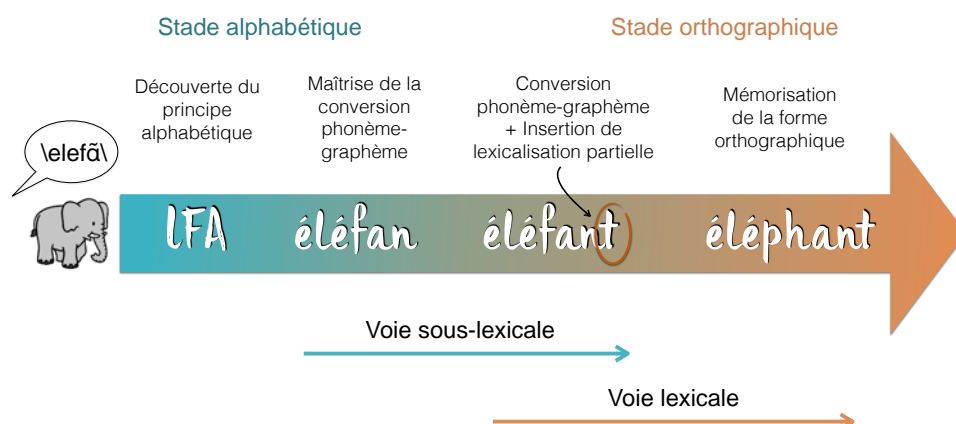 Stade alphabétique
Stade orthographique
Découverte du
principe
alphabétique
Maîtrise de la
conversion
phonème-
graphème
Conversion
phonème-graphème
+ Insertion de
lexicalisation partielle
Mémorisation
de la forme
orthographique
\elefɑ̃\
LFA
éléfan
éléfant
éléphant
Voie sous-lexicale
Voie lexicale